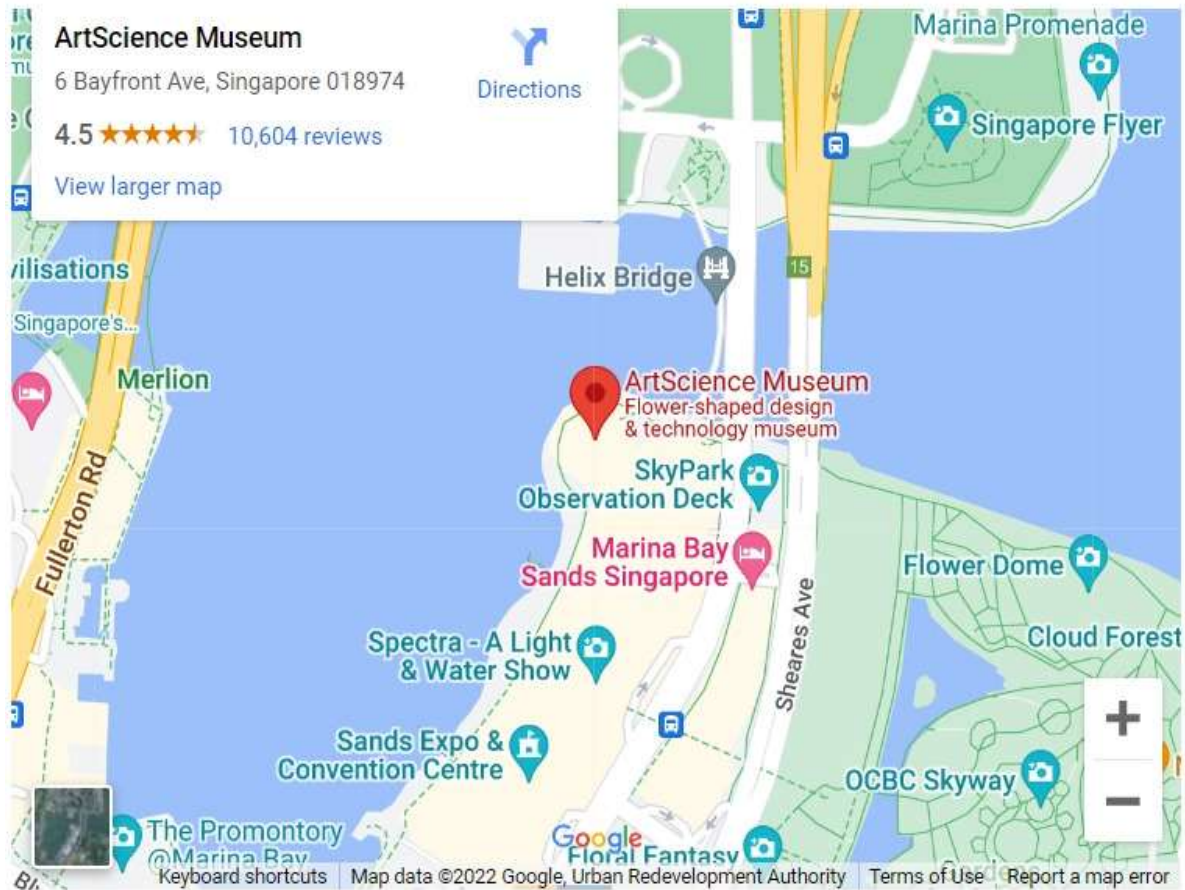 ArtScience Museum
6 Bayfront Ave, Singapore 018974
4.5
10,604 reviews
View larger map
Directions
Marina Promenade
Singapore Flyer
Helix Bridge
15
vilisations
Singapore's...
Merlion
Fullerton Rd
ArtScience Museum
Flower-shaped design
& technology museum
SkyPark
Observation Deck
Marina Bay
Sands Singapore
Flower Dome
Cloud Forest
Sheares Ave
Spectra - A Light
& Water Show
Sands Expo &
Convention Centre
OCBC Skyway
+
−
The Promontory
@Marina Bay
Google
Floral Fantasy
Keyboard shortcuts
Map data ©2022 Google, Urban Redevelopment Authority
Terms of Use
Report a map error